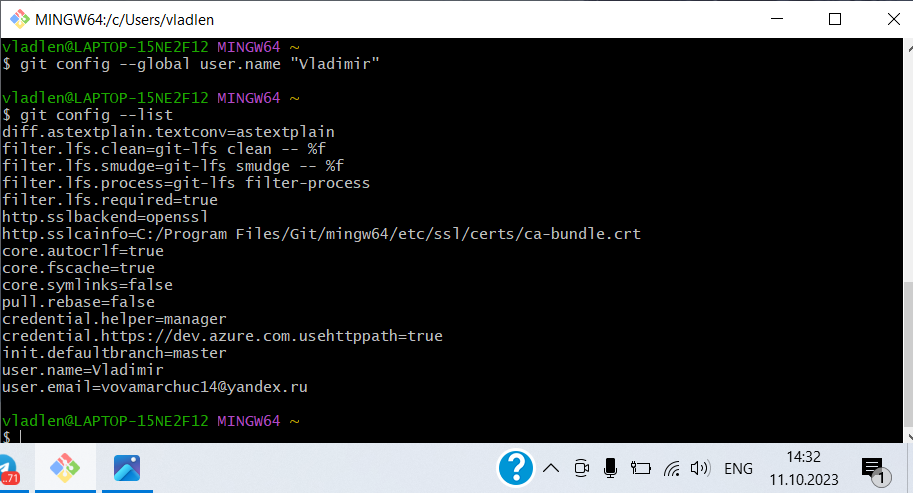 MINGW64:/c/Users/vladlen
vladlen@LAPTOP-15NE2F12 MINGW64 ~
$ git config --global user.name "Vladimir"
vladlen@LAPTOP-15NE2F12 MINGW64 ~
$ git config --list
diff.astextplain.textconv=astextplain
filter.lfs.clean=git-lfs clean -- %f
filter.lfs.smudge=git-lfs smudge -- %f
filter.lfs.process=git-lfs filter-process
filter.lfs.required=true
http.sslbackend=openssl
http.sslcainfo=C:/Program Files/Git/mingw64/etc/ssl/certs/ca-bundle.crt
core.autocrlf=true
core.fscache=true
core.symlinks=false
pull.rebase=false
credential.helper=manager
credential.https://dev.azure.com.usehttppath=true
init.defaultbranch=master
user.name=Vladimir
user.email=vovamarchuc14@yandex.ru
vladlen@LAPTOP-15NE2F12 MINGW64 ~
$
..71
?
ENG
14:32
11.10.2023
1